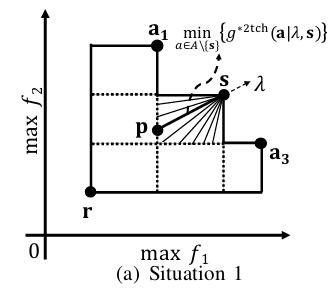 a₁
min
a∈A\{s}
{g*²ᵗᶜʰ(a|λ, s)}
s
λ
p
a₃
r
max f₂
0
max f₁
(a) Situation 1